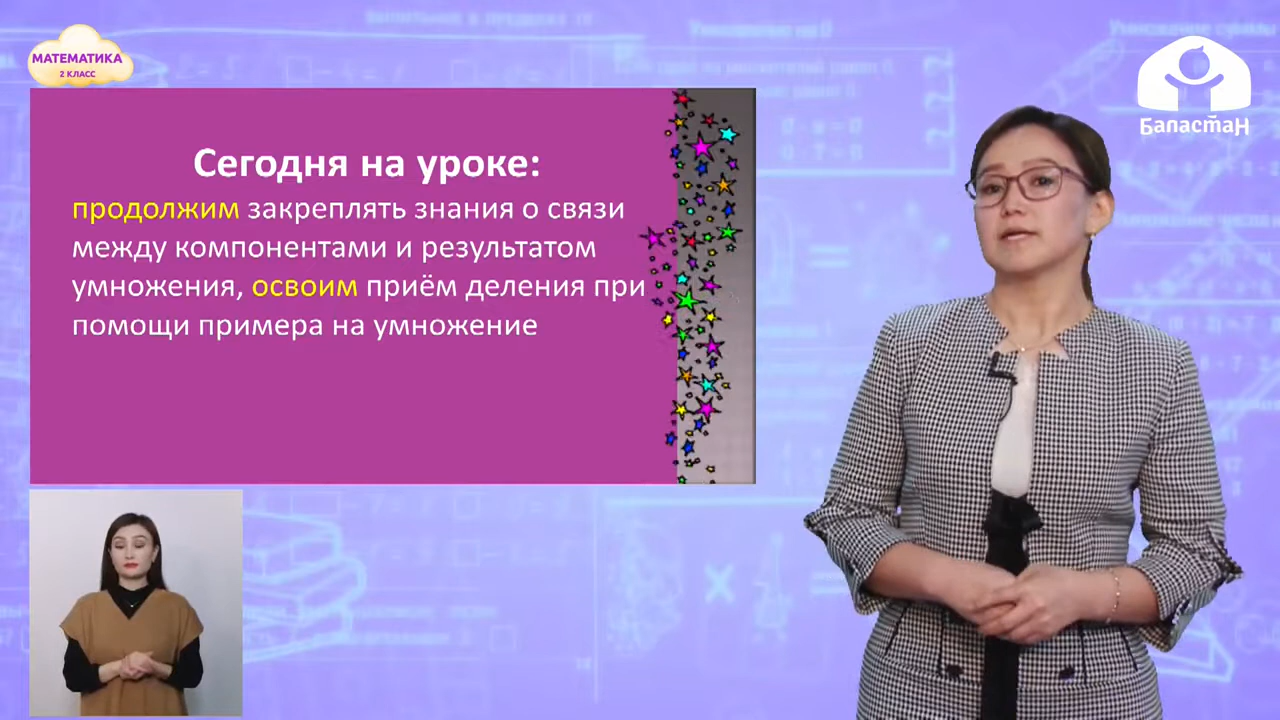 МАТЕМАТИКА
2 КЛАСС
Баластан
Сегодня на уроке:
продолжим закреплять знания о связи
между компонентами и результатом
умножения, освоим приём деления при
помощи примера на умножение